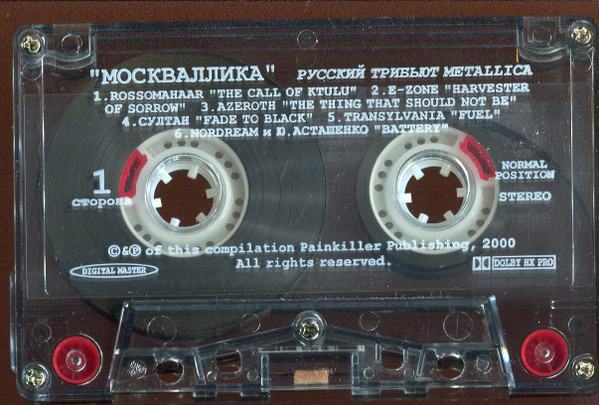 "МОСКВАЛЛИКА" РУССКИЙ ТРИБЬЮТ METALLICA
1.ROSSOMAHAAR "THE CALL OF KTULU" 2.E-ZONE "HARVESTER
OF SORROW" 3.AZEROTH "THE THING THAT SHOULD NOT BE"
4.СУЛТАН "FADE TO BLACK" 5.TRANSYLVANIA "FUEL"
6.NORDREAM и Ю.АСТАШЕНКО "BATTERY"
1
СТОРОНА
NORMAL
POSITION
STEREO
©&℗ of this compilation Painkiller Publishing, 2000
All rights reserved.
DIGITAL MASTER
DOLBY HX PRO